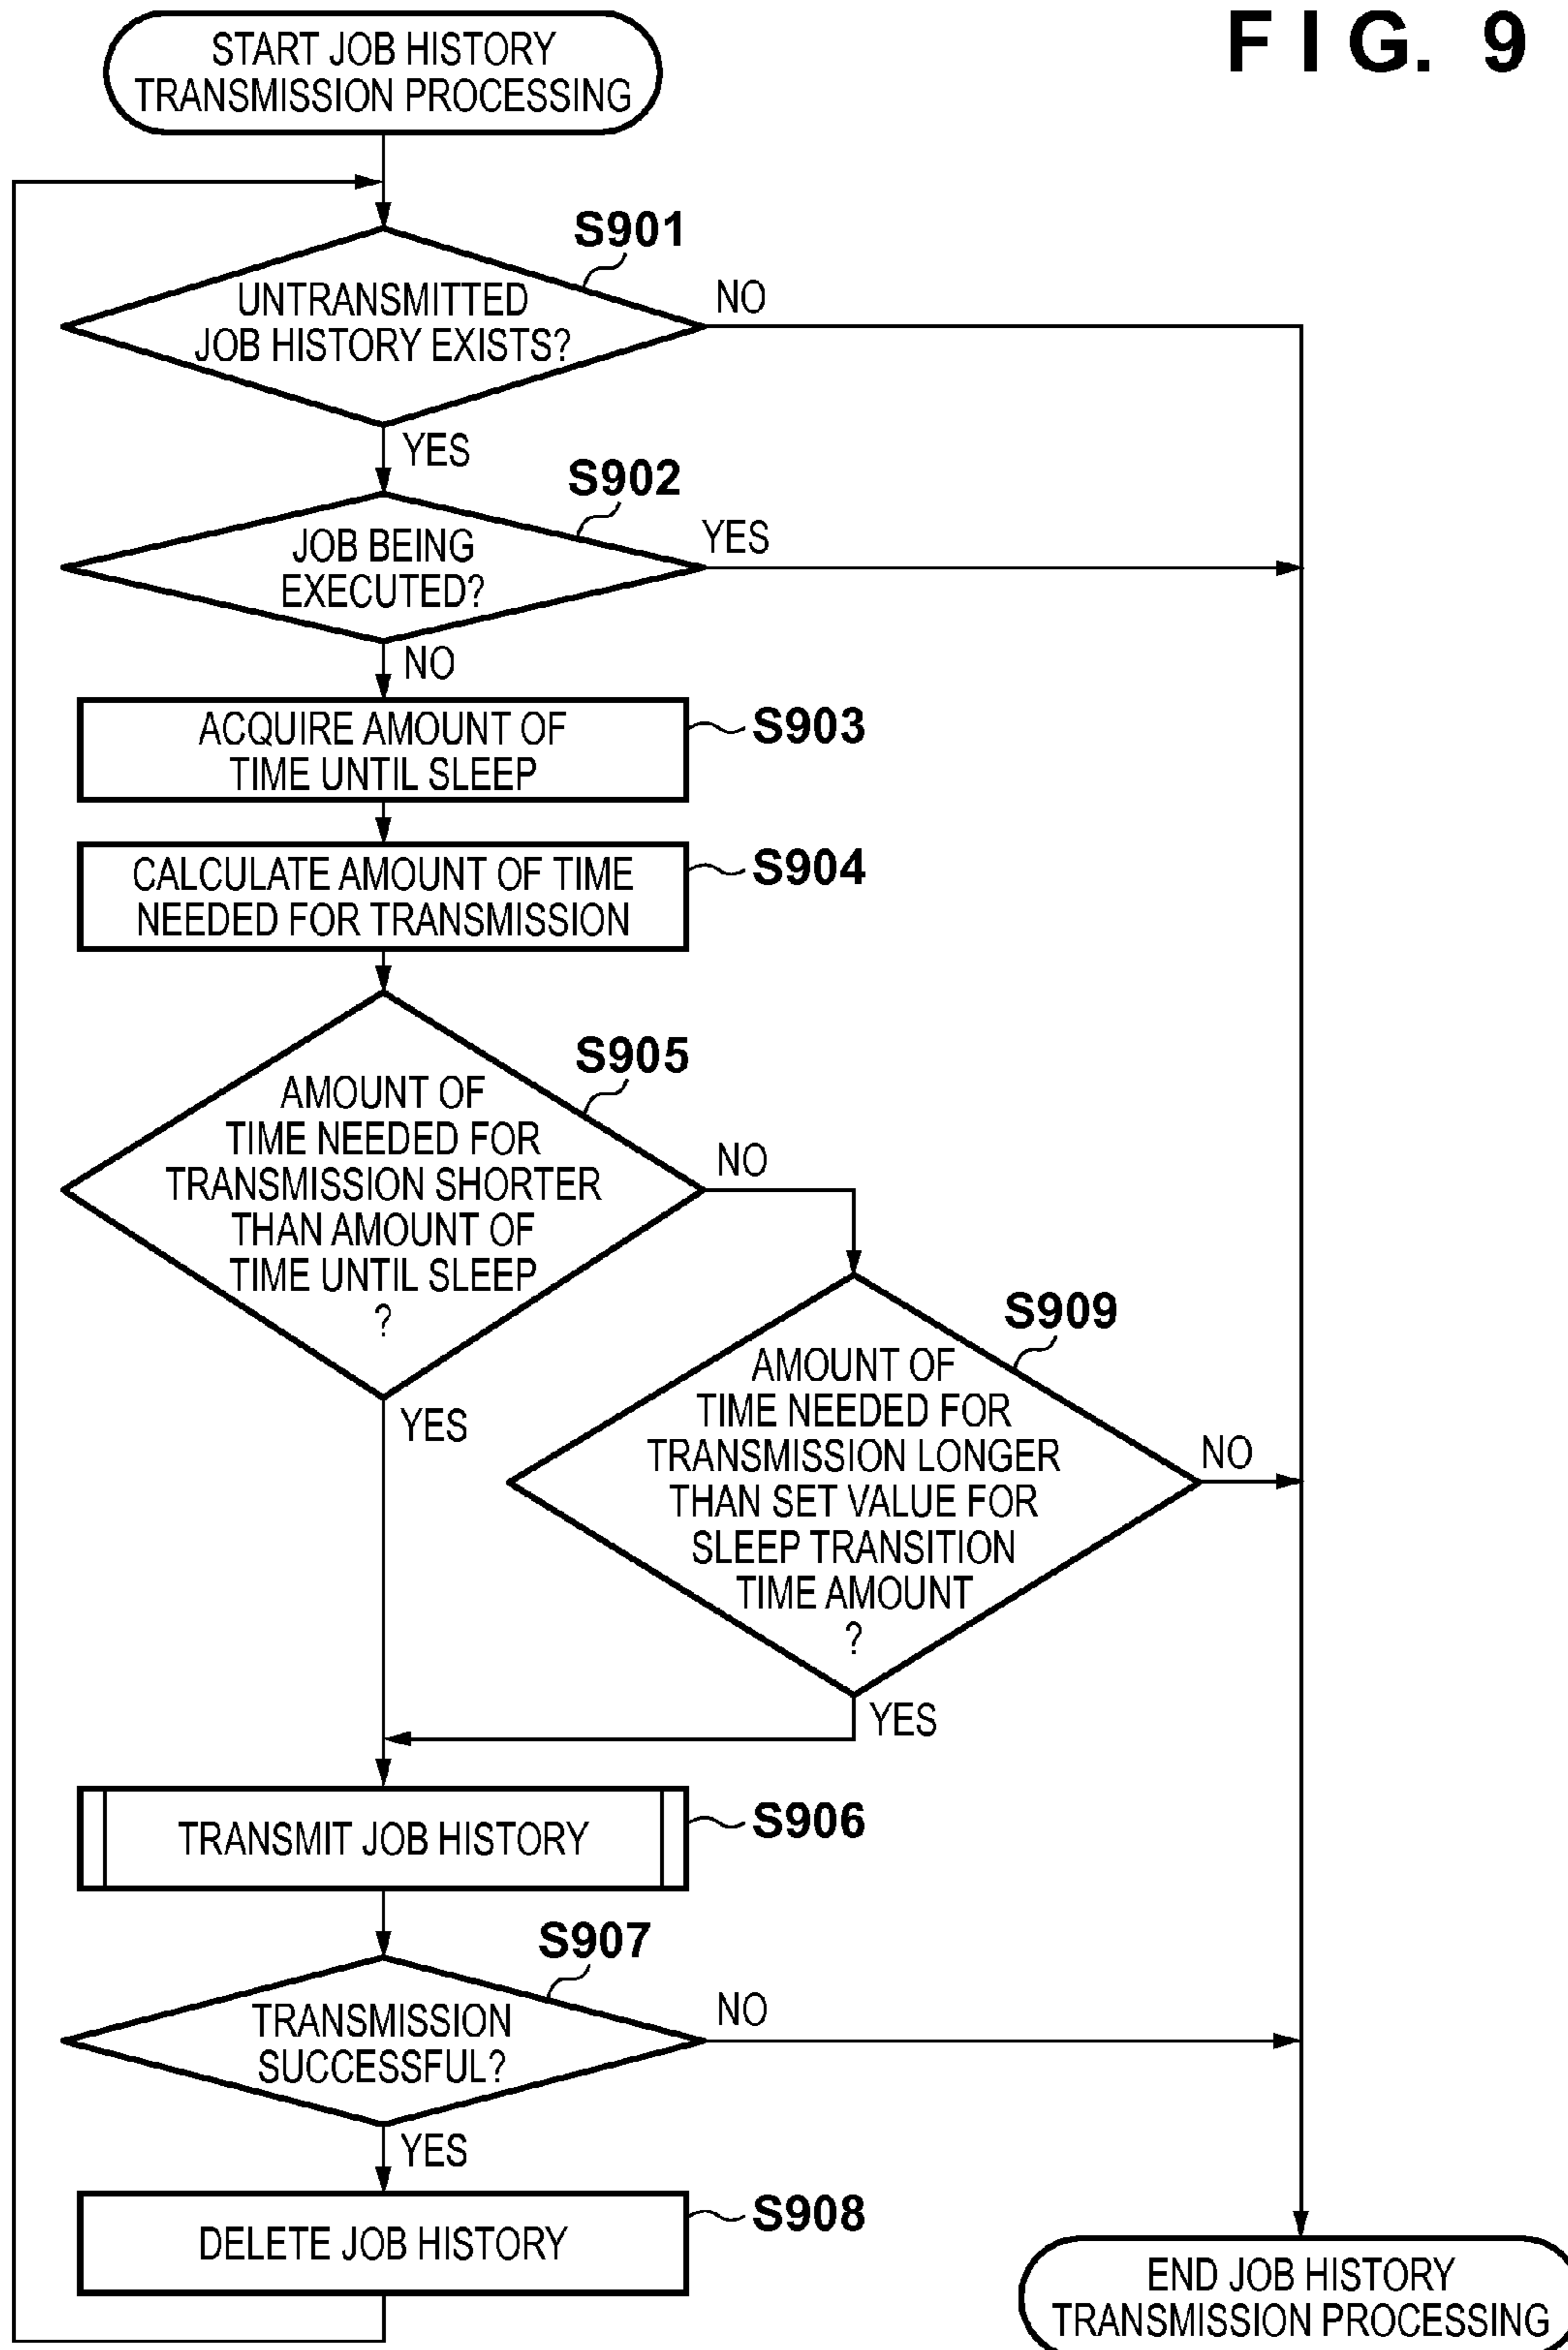 FIG. 9
START JOB HISTORY
TRANSMISSION PROCESSING
S901
UNTRANSMITTED
JOB HISTORY EXISTS?
NO
YES
S902
JOB BEING
EXECUTED?
YES
NO
ACQUIRE AMOUNT OF
TIME UNTIL SLEEP
S903
CALCULATE AMOUNT OF TIME
NEEDED FOR TRANSMISSION
S904
S905
AMOUNT OF
TIME NEEDED FOR
TRANSMISSION SHORTER
THAN AMOUNT OF
TIME UNTIL SLEEP
?
NO
YES
S909
AMOUNT OF
TIME NEEDED FOR
TRANSMISSION LONGER
THAN SET VALUE FOR
SLEEP TRANSITION
TIME AMOUNT
?
NO
YES
TRANSMIT JOB HISTORY
S906
S907
TRANSMISSION
SUCCESSFUL?
NO
YES
DELETE JOB HISTORY
S908
END JOB HISTORY
TRANSMISSION PROCESSING